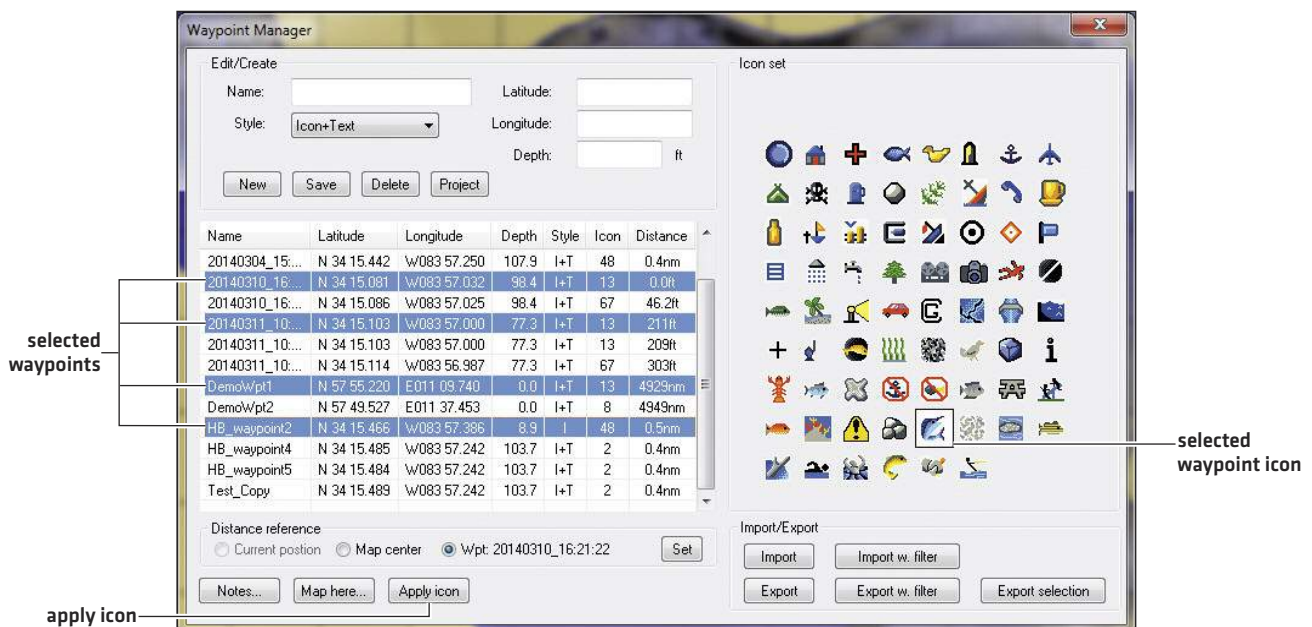 Waypoint Manager
Edit/Create
Name:
Latitude:
Style: Icon+Text
Longitude:
Depth: ft
New Save Delete Project
Name Latitude Longitude Depth Style Icon Distance
20140304_15:... N 34 15.442 W083 57.250 107.9 I+T 48 0.4nm
20140310_16:... N 34 15.081 W083 57.032 98.4 I+T 13 0.0ft
20140310_16:... N 34 15.086 W083 57.025 98.4 I+T 67 46.2ft
20140311_10:... N 34 15.103 W083 57.000 77.3 I+T 13 211ft
20140311_10:... N 34 15.103 W083 57.000 77.3 I+T 13 209ft
20140311_10:... N 34 15.114 W083 56.987 77.3 I+T 67 303ft
DemoWpt1 N 57 55.220 E011 09.740 0.0 I+T 13 4929nm
DemoWpt2 N 57 49.527 E011 37.453 0.0 I+T 8 4949nm
HB_waypoint2 N 34 15.466 W083 57.386 8.9 I 48 0.5nm
HB_waypoint4 N 34 15.485 W083 57.242 103.7 I+T 2 0.4nm
HB_waypoint5 N 34 15.484 W083 57.242 103.7 I+T 2 0.4nm
Test_Copy N 34 15.489 W083 57.242 103.7 I+T 2 0.4nm
Distance reference
Current postion Map center Wpt: 20140310_16:21:22 Set
Notes... Map here... Apply icon
Icon set
Import/Export
Import Import w. filter
Export Export w. filter Export selection
selected
waypoints
selected
waypoint icon
apply icon